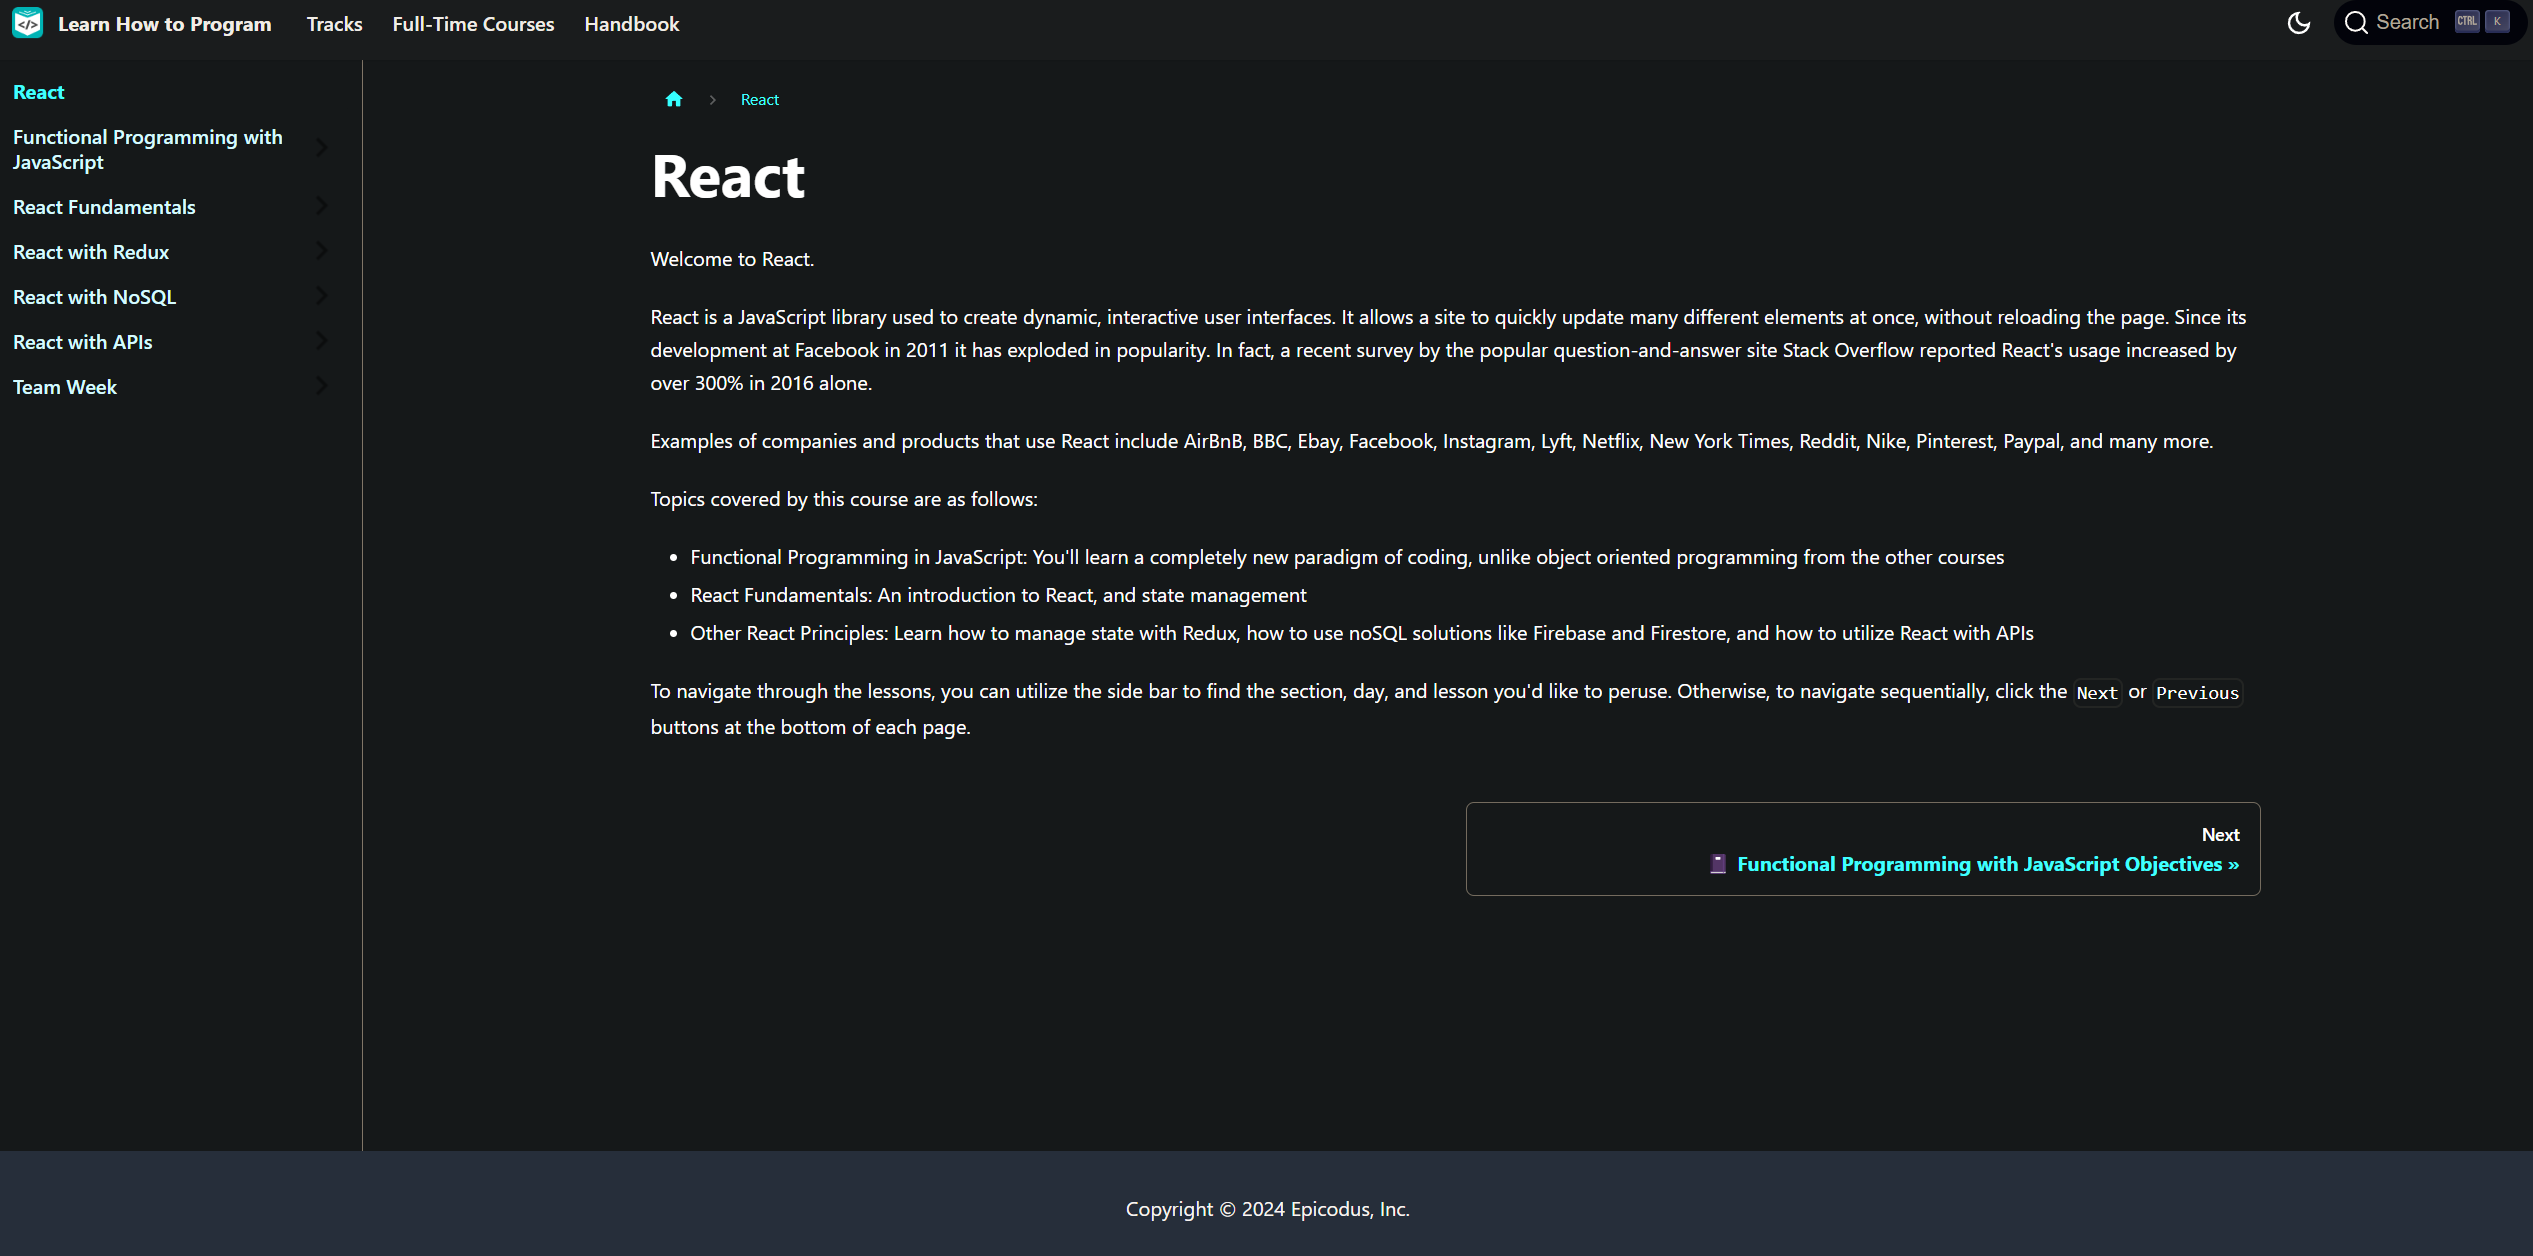 Learn How to Program Tracks Full-Time Courses Handbook Search CTRL K
React
Functional Programming with
JavaScript
React Fundamentals
React with Redux
React with NoSQL
React with APIs
Team Week
React
React
Welcome to React.
React is a JavaScript library used to create dynamic, interactive user interfaces. It allows a site to quickly update many different elements at once, without reloading the page. Since its
development at Facebook in 2011 it has exploded in popularity. In fact, a recent survey by the popular question-and-answer site Stack Overflow reported React's usage increased by
over 300% in 2016 alone.
Examples of companies and products that use React include AirBnB, BBC, Ebay, Facebook, Instagram, Lyft, Netflix, New York Times, Reddit, Nike, Pinterest, Paypal, and many more.
Topics covered by this course are as follows:
• Functional Programming in JavaScript: You'll learn a completely new paradigm of coding, unlike object oriented programming from the other courses
• React Fundamentals: An introduction to React, and state management
• Other React Principles: Learn how to manage state with Redux, how to use noSQL solutions like Firebase and Firestore, and how to utilize React with APIs
To navigate through the lessons, you can utilize the side bar to find the section, day, and lesson you'd like to peruse. Otherwise, to navigate sequentially, click the Next or Previous
buttons at the bottom of each page.
Next
Functional Programming with JavaScript Objectives »
Copyright © 2024 Epicodus, Inc.